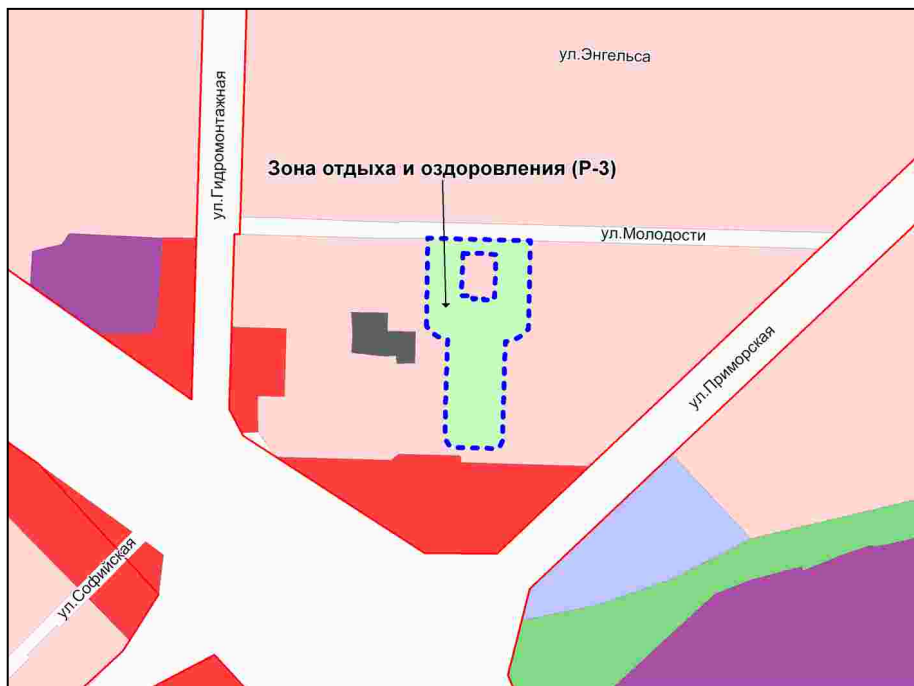 ул.Энгельса
ул.Гидромонтажная
Зона отдыха и оздоровления (Р-3)
ул.Молодости
ул.Приморская
ул.Софийская